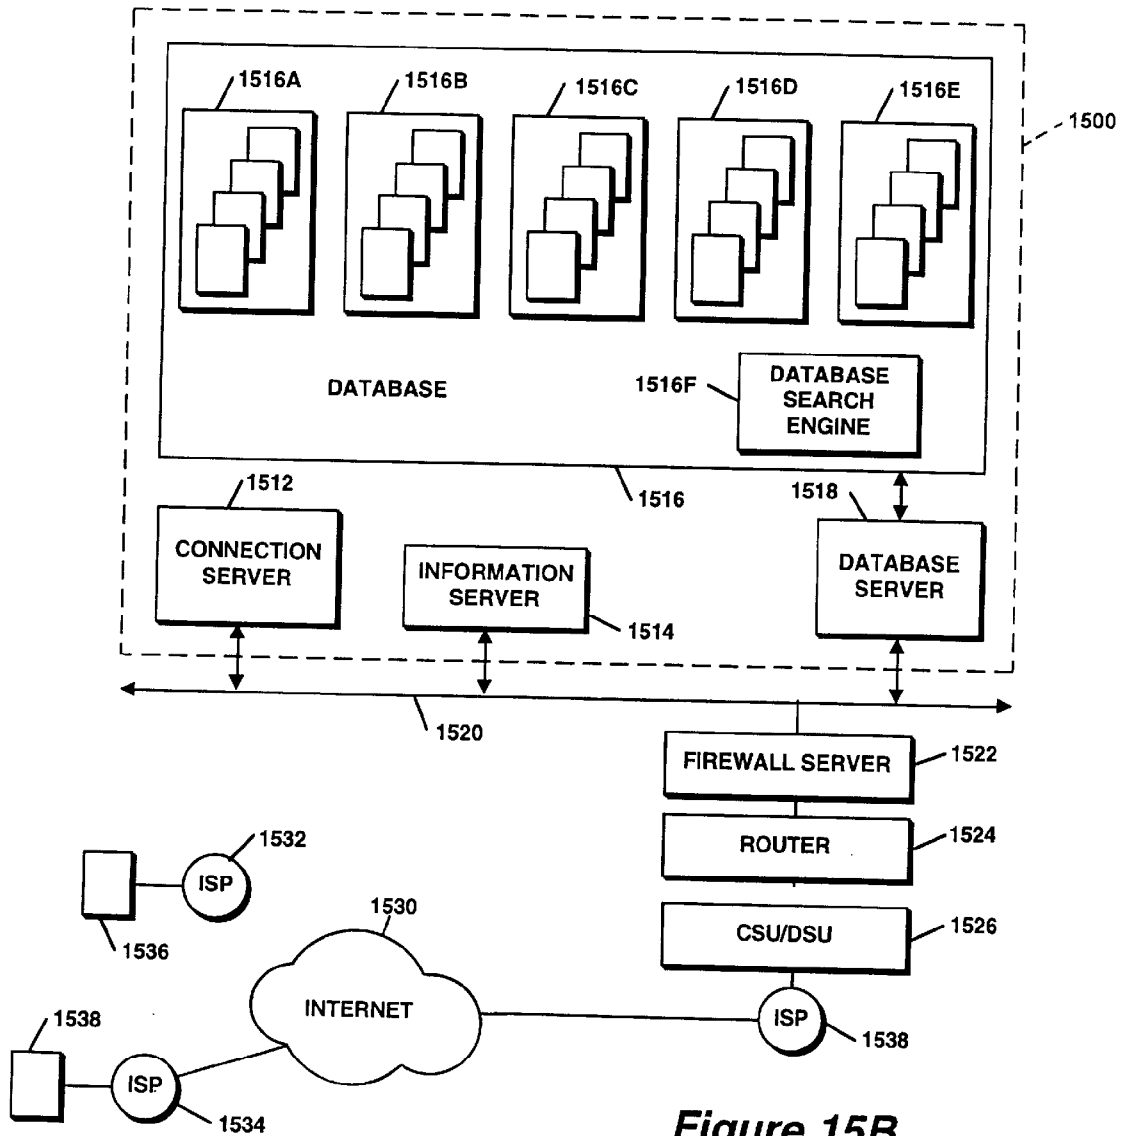 1516A
1516B
1516C
1516D
1516E
1500
DATABASE
1516F
DATABASE
SEARCH
ENGINE
1512
1516
1518
CONNECTION
SERVER
INFORMATION
SERVER
1514
DATABASE
SERVER
1520
FIREWALL SERVER
1522
ROUTER
1524
1532
ISP
1536
1530
CSU/DSU
1526
INTERNET
ISP
1538
1538
ISP
1534
Figure 15B